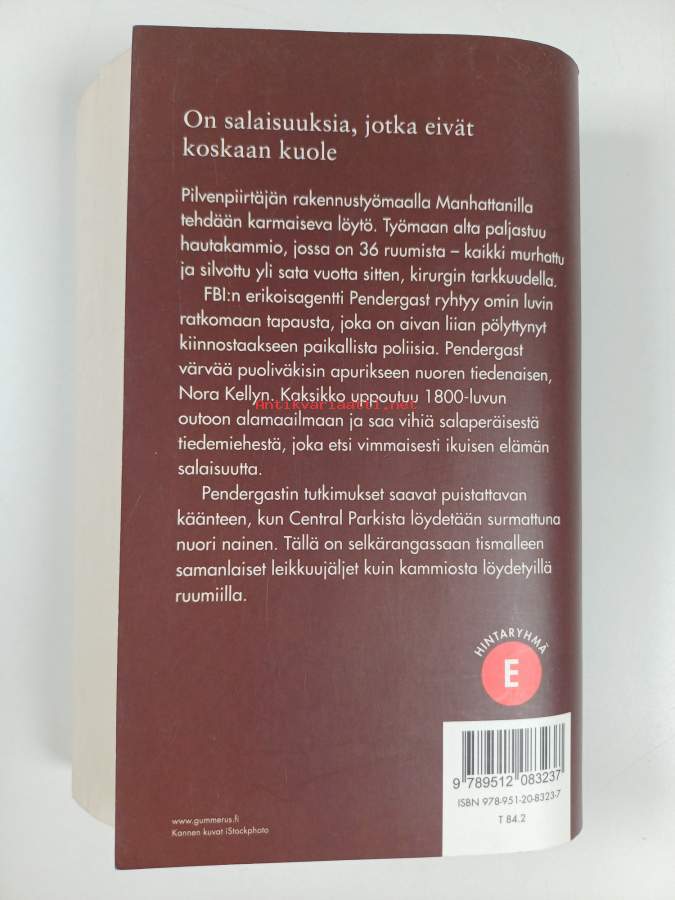 On salaisuuksia, jotka eivät
koskaan kuole
Pilvenpiirtäjän rakennustyömaalla Manhattanilla
tehdään karmaiseva löytö. Työmaan alta paljastuu
hautakammio, jossa on 36 ruumista – kaikki murhattu
ja silvottu yli sata vuotta sitten, kirurgin tarkkuudella.
FBI:n erikoisagentti Pendergast ryhtyy omin luvin
ratkomaan tapausta, joka on aivan liian pölyttynyt
kiinnostaakseen paikallista poliisia. Pendergast
värvää puoliväkisin apurikseen nuoren tiedenaisen,
Nora Kellyn. Kaksikko uppoutuu 1800-luvun
Antikvariaatti.net
outoon alamaailmaan ja saa vihiä salaperäisestä
tiedemiehestä, joka etsi vimmaisesti ikuisen elämän
salaisuutta.
Pendergastin tutkimukset saavat puistattavan
käänteen, kun Central Parkista löydetään surmattuna
nuori nainen. Tällä on selkärangassaan tismalleen
samanlaiset leikkuujäljet kuin kammiosta löydetyillä
ruumiilla.
HINTARYHMÄ
E
9 789512 083237
ISBN 978-951-20-8323-7
T 84.2
www.gummerus.fi
Kannen kuvat iStockphoto